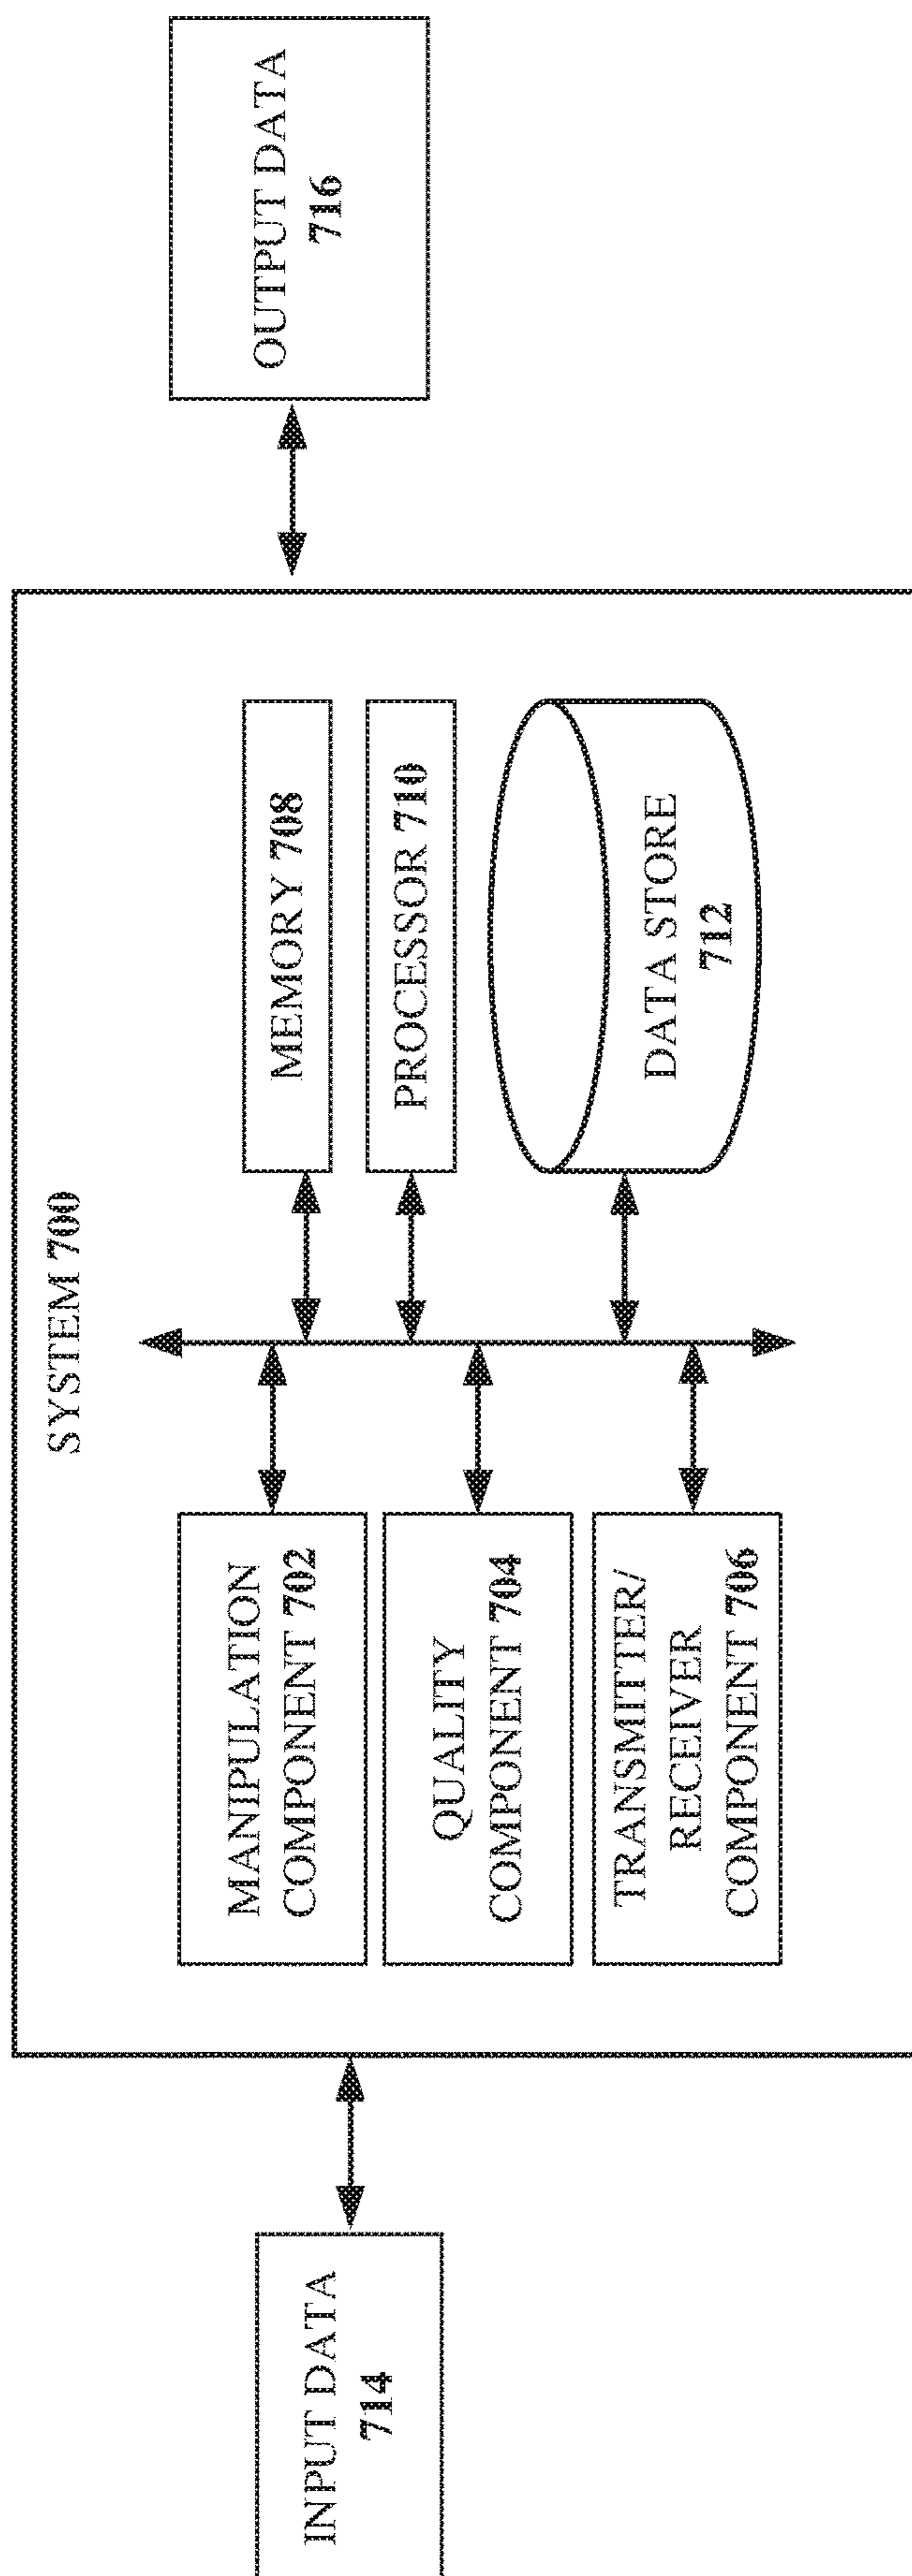 SYSTEM 700
INPUT DATA
714
MANIPULATION
COMPONENT 702
QUALITY
COMPONENT 704
TRANSMITTER/
RECEIVER
COMPONENT 706
MEMORY 708
PROCESSOR 710
DATA STORE
712
OUTPUT DATA
716